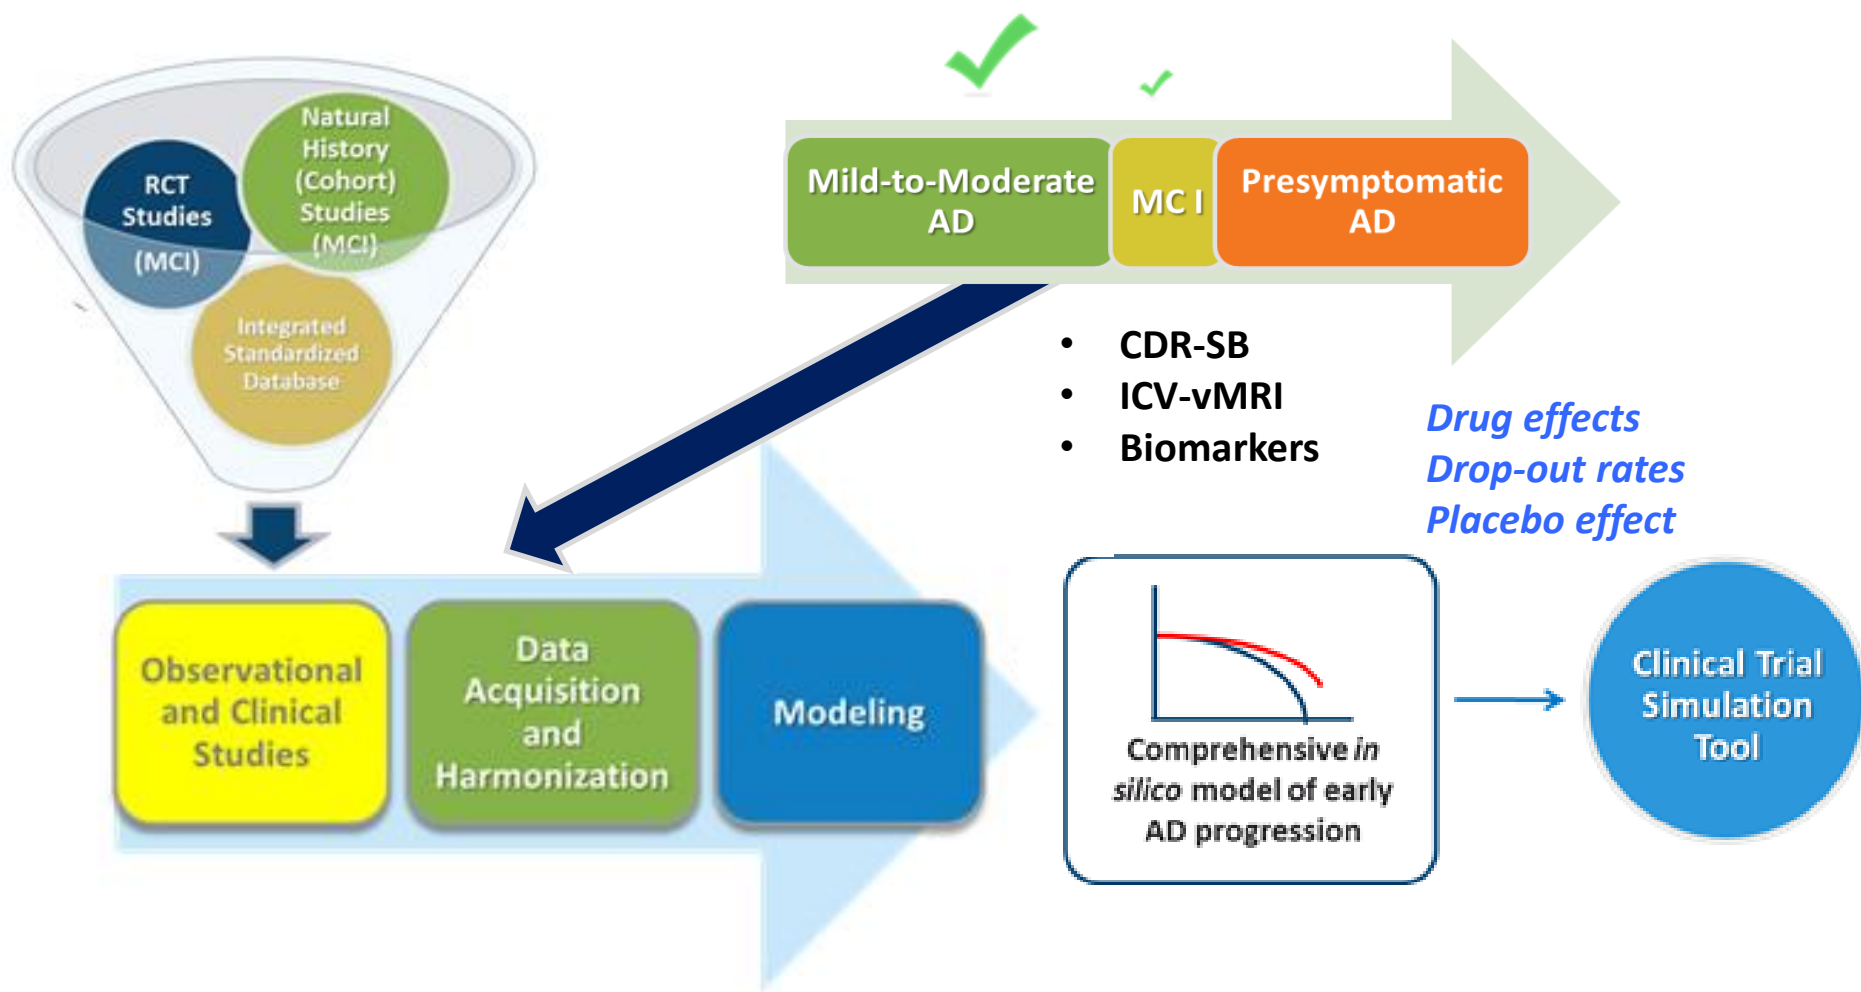 Natural
History
(Cohort)
Studies
(MCI)
RCT
Studies
(MCI)
Integrated
Standardized
Database
Mild-to-Moderate
AD
MC I
Presymptomatic
AD
• CDR-SB
• ICV-vMRI
• Biomarkers
Drug effects
Drop-out rates
Placebo effect
Observational
and Clinical
Studies
Data
Acquisition
and
Harmonization
Modeling
Comprehensive in
silico model of early
AD progression
Clinical Trial
Simulation
Tool